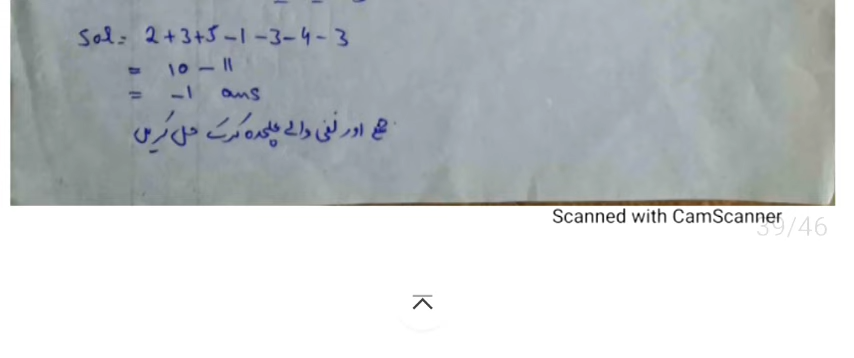 Sol = 2+3+5-1-3-4-3
= 10 - 11
= -1 ans
جمع اور نفی والے علیحدہ کرکے حل کریں
Scanned with CamScanner
39/46